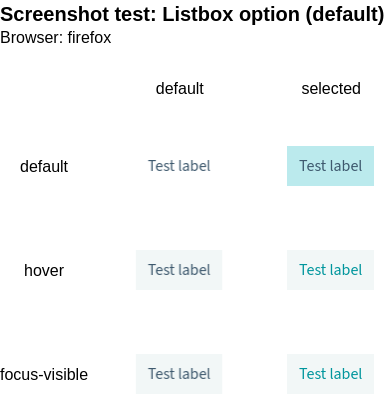 Screenshot test: Listbox option (default)
Browser: firefox
default selected
default Test label Test label
hover Test label Test label
focus-visible Test label Test label